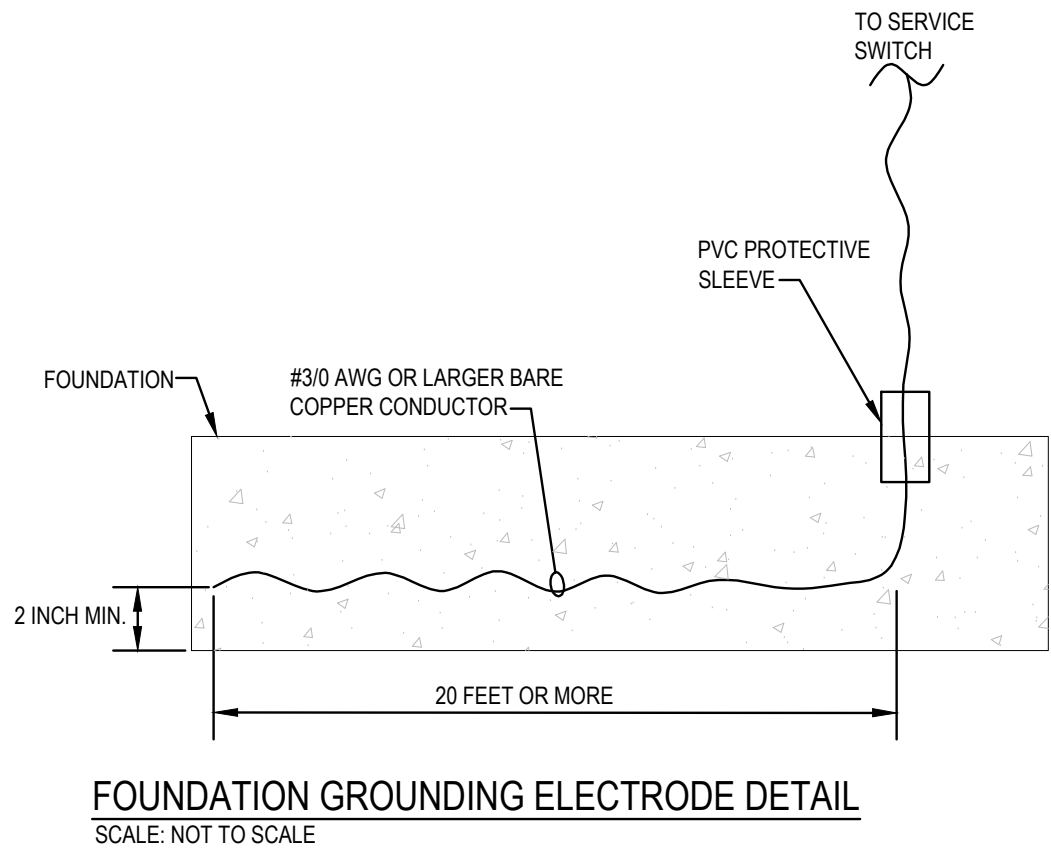 TO SERVICE
SWITCH
PVC PROTECTIVE
SLEEVE
FOUNDATION
#3/0 AWG OR LARGER BARE
COPPER CONDUCTOR
2 INCH MIN.
20 FEET OR MORE
FOUNDATION GROUNDING ELECTRODE DETAIL
SCALE: NOT TO SCALE